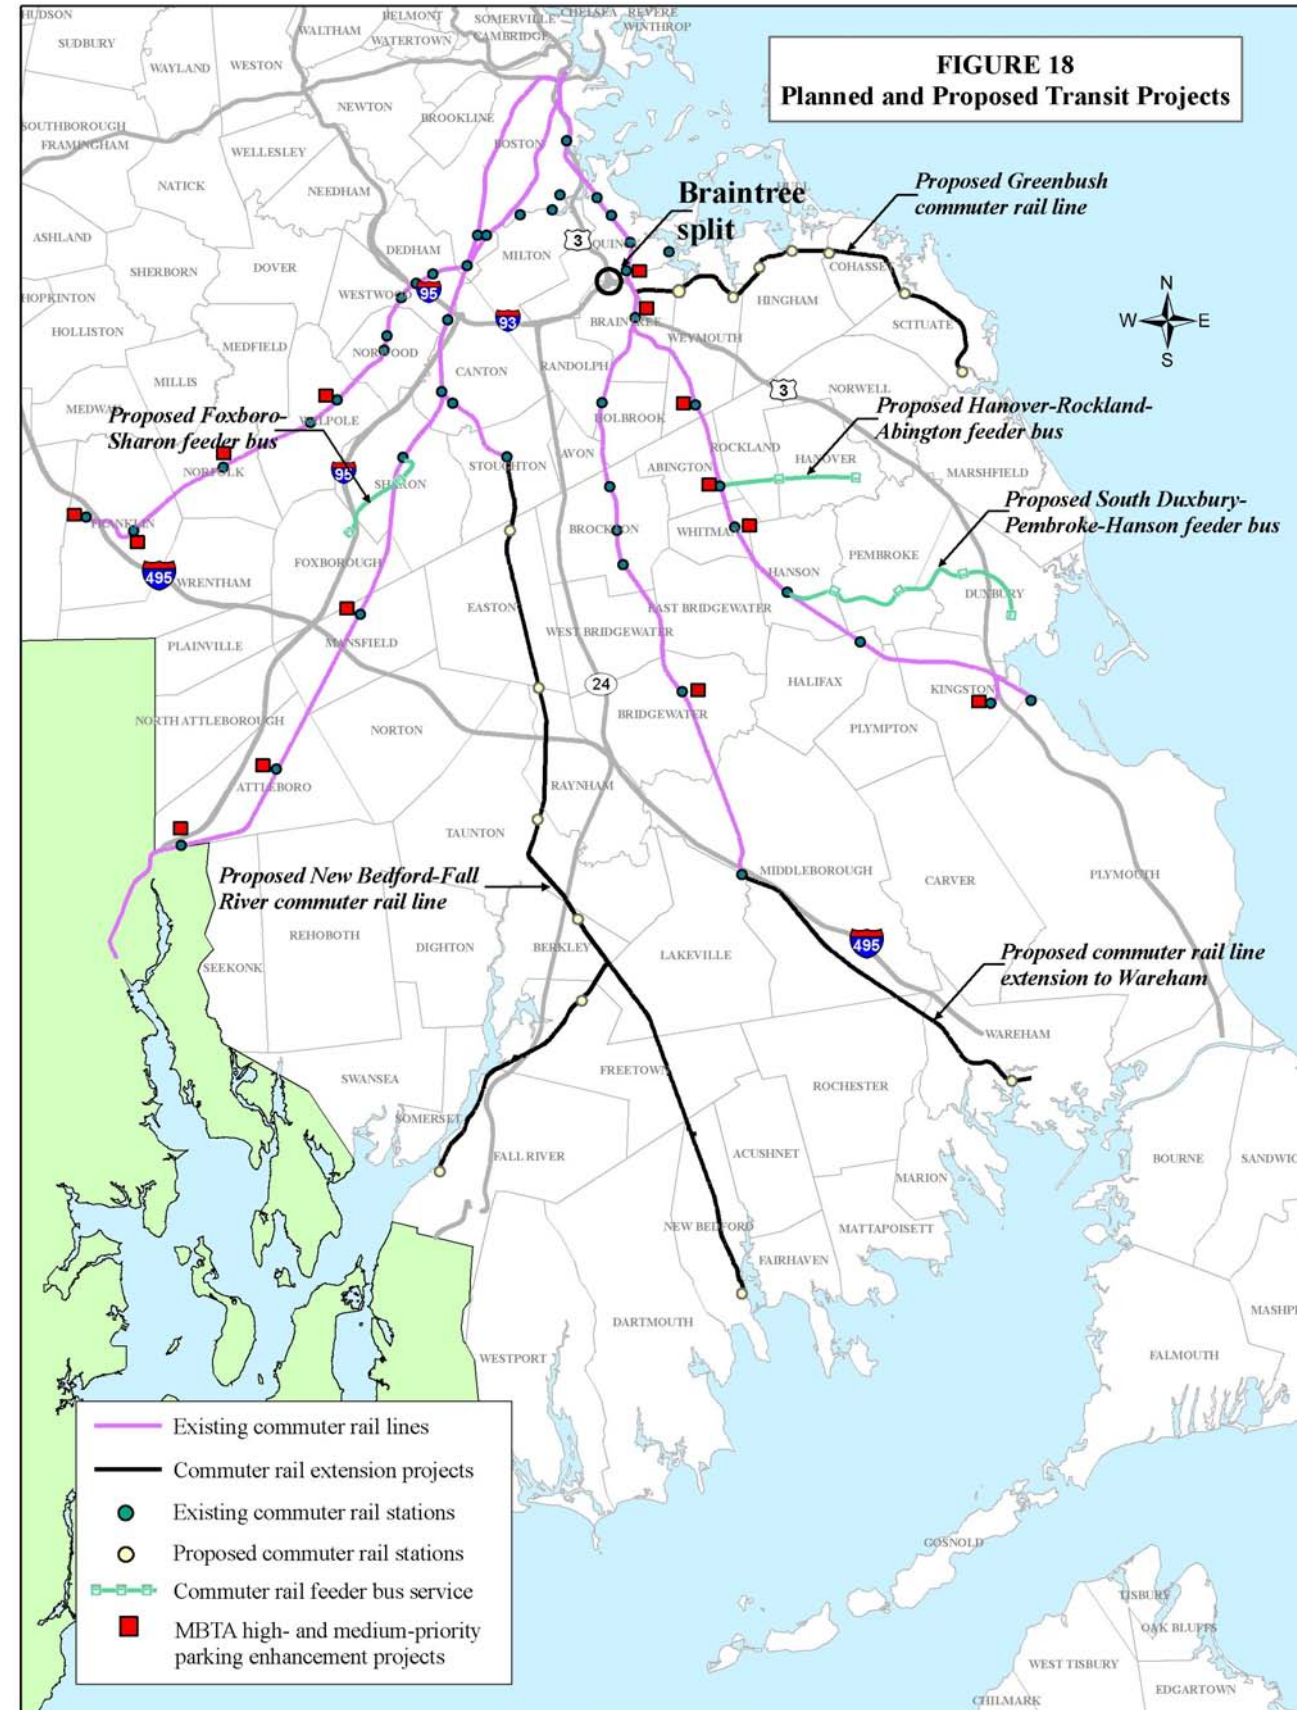 HUDSON
BELMONT
SOMERVILLE
CHELSEA
REVERE
WINTHROP
SUDBURY
WALTHAM
WATERTOWN
CAMBRIDGE
WAYLAND
WESTON
FIGURE 18
Planned and Proposed Transit Projects
NEWTON
BROOKLINE
SOUTHBOROUGH
FRAMINGHAM
WELLESLEY
BOSTON
NATICK
NEEDHAM
Braintree
split
HULL
Proposed Greenbush
commuter rail line
ASHLAND
DEDHAM
MILTON
3
QUINCY
SHERBORN
DOVER
COHASSET
HOPKINTON
WESTWOOD
95
HINGHAM
N
W
E
S
HOLLISTON
93
BRAINTREE
WEYMOUTH
SCITUATE
MEDFIELD
NORWOOD
CANTON
RANDOLPH
MILLIS
3
NORWELL
MEDWAY
Proposed Foxboro-
Sharon feeder bus
WALPOLE
HOLBROOK
Proposed Hanover-Rockland-
Abington feeder bus
NORFOLK
95
SHARON
STOUGHTON
AVON
ABINGTON
ROCKLAND
HANOVER
MARSHFIELD
Proposed South Duxbury-
Pembroke-Hanson feeder bus
FRANKLIN
BROCKTON
WHITMAN
PEMBROKE
FOXBOROUGH
495
WRENTHAM
HANSON
DUXBURY
EASTON
EAST BRIDGEWATER
WEST BRIDGEWATER
PLAINVILLE
MANSFIELD
24
HALIFAX
KINGSTON
NORTH ATTLEBOROUGH
NORTON
BRIDGEWATER
PLYMPTON
ATTLEBORO
RAYNHAM
TAUNTON
Proposed New Bedford-Fall
River commuter rail line
MIDDLEBOROUGH
CARVER
PLYMOUTH
REHOBOTH
DIGHTON
BERKLEY
LAKEVILLE
495
Proposed commuter rail line
extension to Wareham
SEEKONK
WAREHAM
SWANSEA
FREETOWN
ROCHESTER
SOMERSET
FALL RIVER
ACUSHNET
BOURNE
SANDWIC
MARION
NEW BEDFORD
MATTAPOISETT
FAIRHAVEN
MASHPE
DARTMOUTH
WESTPORT
FALMOUTH
Existing commuter rail lines
Commuter rail extension projects
Existing commuter rail stations
Proposed commuter rail stations
Commuter rail feeder bus service
MBTA high- and medium-priority
parking enhancement projects
GOSNOLD
TISBURY
OAK BLUFFS
WEST TISBURY
EDGARTOWN
CHILMARK